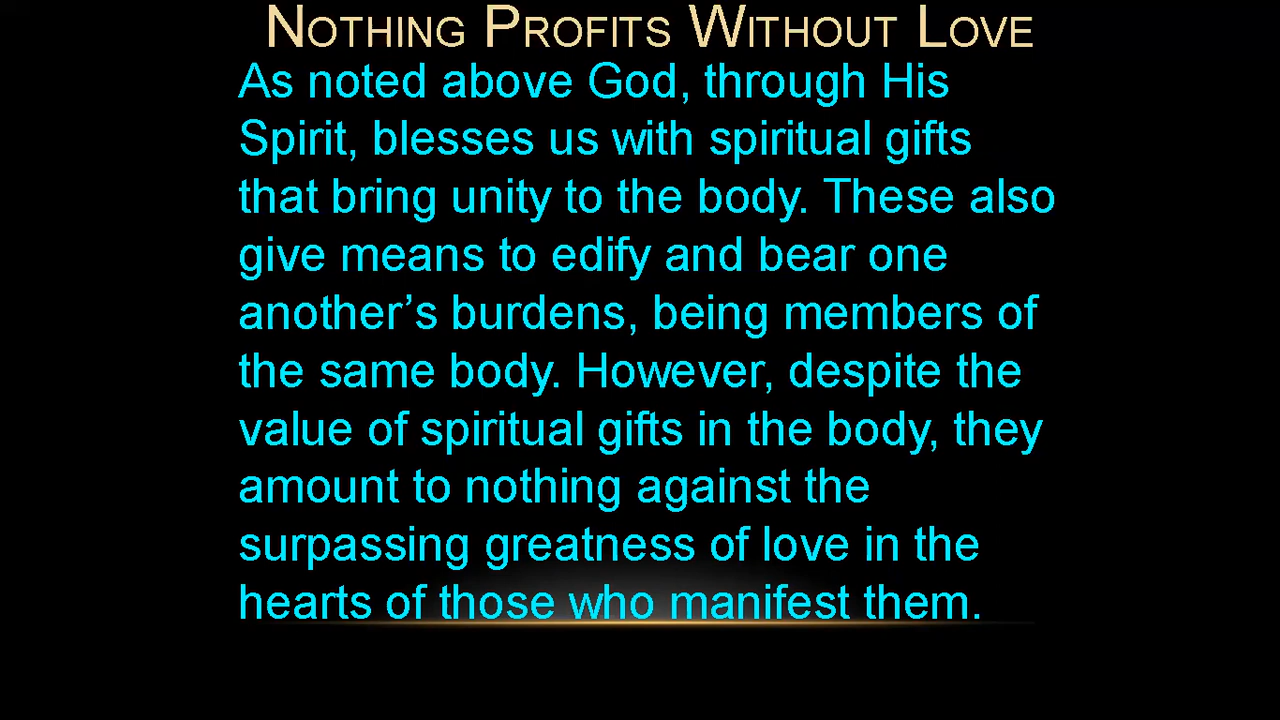 Nothing Profits Without Love
As noted above God, through His
Spirit, blesses us with spiritual gifts
that bring unity to the body. These also
give means to edify and bear one
another’s burdens, being members of
the same body. However, despite the
value of spiritual gifts in the body, they
amount to nothing against the
surpassing greatness of love in the
hearts of those who manifest them.